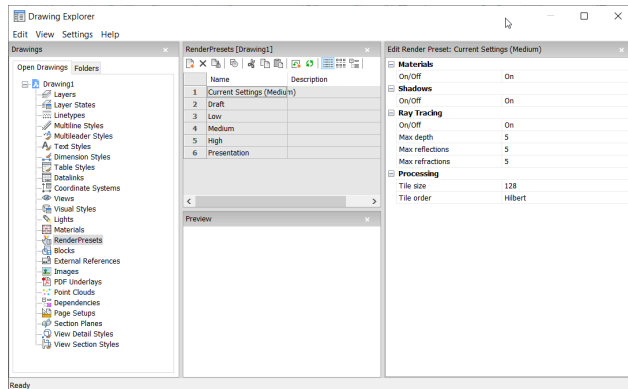 Drawing Explorer
Edit View Settings Help
Drawings
Open Drawings Folders
Drawing1
Layers
Layer States
Linetypes
Multiline Styles
Multileader Styles
Text Styles
Dimension Styles
Table Styles
Datalinks
Coordinate Systems
Views
Visual Styles
Lights
Materials
RenderPresets
Blocks
External References
Images
PDF Underlays
Point Clouds
Dependencies
Page Setups
Section Planes
View Detail Styles
View Section Styles
RenderPresets [Drawing1]
Name Description
1 Current Settings (Medium)
2 Draft
3 Low
4 Medium
5 High
6 Presentation
Preview
Edit Render Preset: Current Settings (Medium)
Materials
On/Off On
Shadows
On/Off On
Ray Tracing
On/Off On
Max depth 5
Max reflections 5
Max refractions 5
Processing
Tile size 128
Tile order Hilbert
Ready